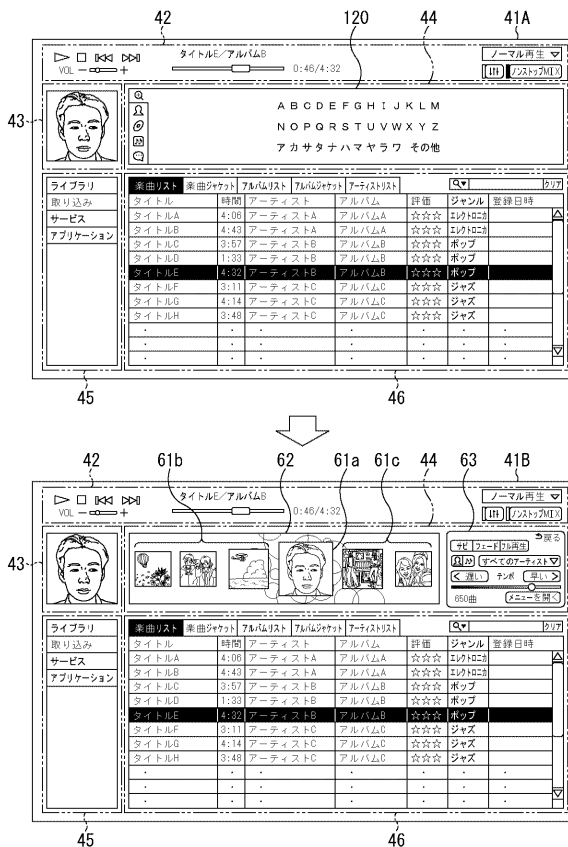 42 120 44 41A
タイトルE／アルバムB
ノーマル再生 ▽
VOL － ＋
0:46/4:32
ノンストップMIX
43
A B C D E F G H I J K L M
N O P Q R S T U V W X Y Z
ア カ サ タ ナ ハ マ ヤ ラ ワ その他
ライブラリ
取り込み
サービス
アプリケーション
楽曲リスト 楽曲ジャケット アルバムリスト アルバムジャケット アーティストリスト クリア
タイトル 時間 アーティスト アルバム 評価 ジャンル 登録日時
タイトルA 4:06 アーティストA アルバムA ☆☆☆ エレクトロニカ
タイトルB 4:43 アーティストA アルバムA ☆☆☆ エレクトロニカ
タイトルC 3:57 アーティストB アルバムB ☆☆☆ ポップ
タイトルD 1:33 アーティストB アルバムB ☆☆☆ ポップ
タイトルE 4:32 アーティストB アルバムB ☆☆☆ ポップ
タイトルF 3:11 アーティストC アルバムC ☆☆☆ ジャズ
タイトルG 4:14 アーティストC アルバムC ☆☆☆ ジャズ
タイトルH 3:48 アーティストC アルバムC ☆☆☆ ジャズ
45 46
42 61b 62 61a 61c 63 41B
44
タイトルE／アルバムB
ノーマル再生 ▽
VOL － ＋
0:46/4:32
ノンストップMIX
43
戻る
サビ フェード フル再生
すべてのアーティスト▽
＜ 遅い テンポ 早い ＞
650曲 メニューを開く
ライブラリ
取り込み
サービス
アプリケーション
楽曲リスト 楽曲ジャケット アルバムリスト アルバムジャケット アーティストリスト クリア
タイトル 時間 アーティスト アルバム 評価 ジャンル 登録日時
タイトルA 4:06 アーティストA アルバムA ☆☆☆ エレクトロニカ
タイトルB 4:43 アーティストA アルバムA ☆☆☆ エレクトロニカ
タイトルC 3:57 アーティストB アルバムB ☆☆☆ ポップ
タイトルD 1:33 アーティストB アルバムB ☆☆☆ ポップ
タイトルE 4:32 アーティストB アルバムB ☆☆☆ ポップ
タイトルF 3:11 アーティストC アルバムC ☆☆☆ ジャズ
タイトルG 4:14 アーティストC アルバムC ☆☆☆ ジャズ
タイトルH 3:48 アーティストC アルバムC ☆☆☆ ジャズ
45 46